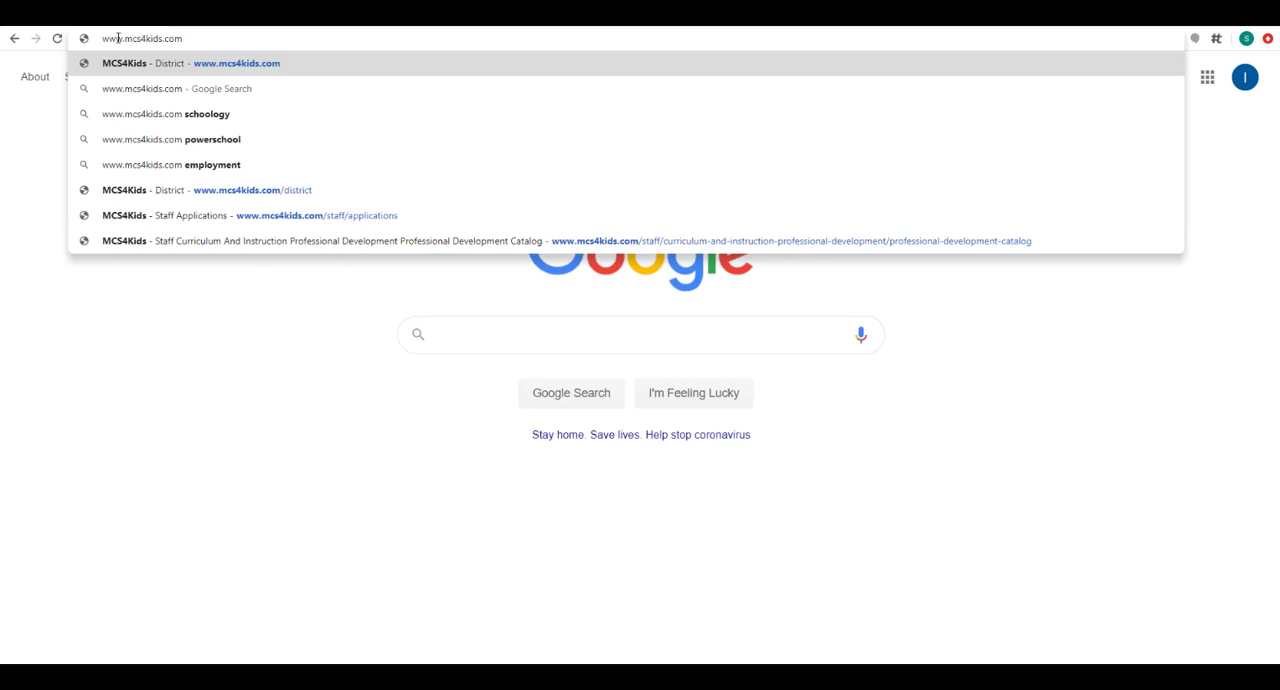 www.mcs4kids.com
MCS4Kids - District - www.mcs4kids.com
About
www.mcs4kids.com - Google Search
I
S
www.mcs4kids.com schoology
www.mcs4kids.com powerschool
www.mcs4kids.com employment
MCS4Kids - District - www.mcs4kids.com/district
MCS4Kids - Staff Applications - www.mcs4kids.com/staff/applications
MCS4Kids - Staff Curriculum And Instruction Professional Development Professional Development Catalog - www.mcs4kids.com/staff/curriculum-and-instruction-professional-development/professional-development-catalog
Google
Google Search
I'm Feeling Lucky
Stay home. Save lives. Help stop coronavirus